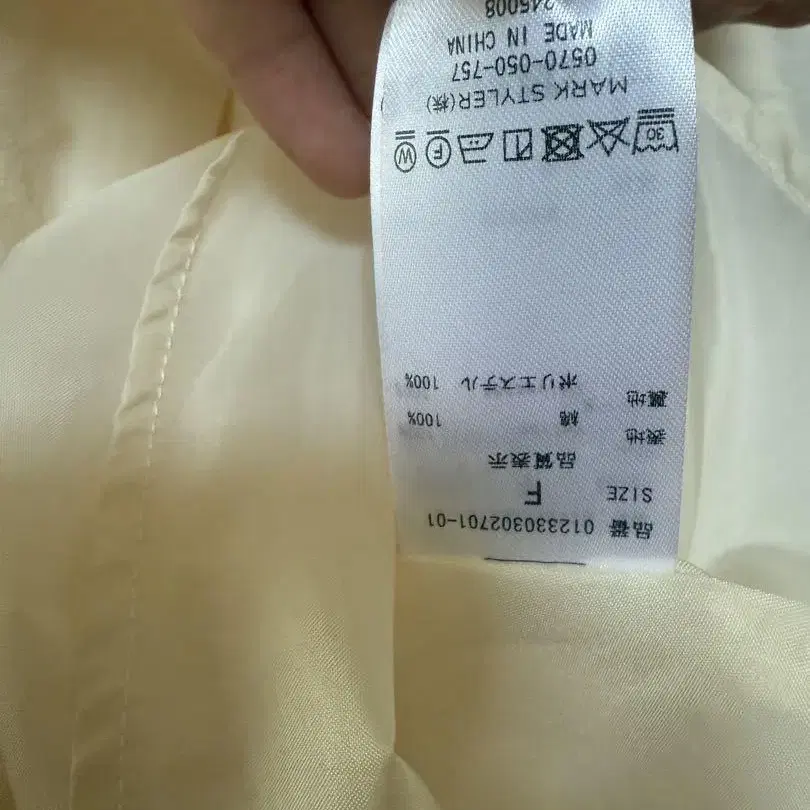 品番 012330302701-01
SIZE F
品質表示
表地 綿 100%
裏地 ポリエステル 100%
30 F W
MARK STYLER(株)
0570-050-757
MADE IN CHINA
245008